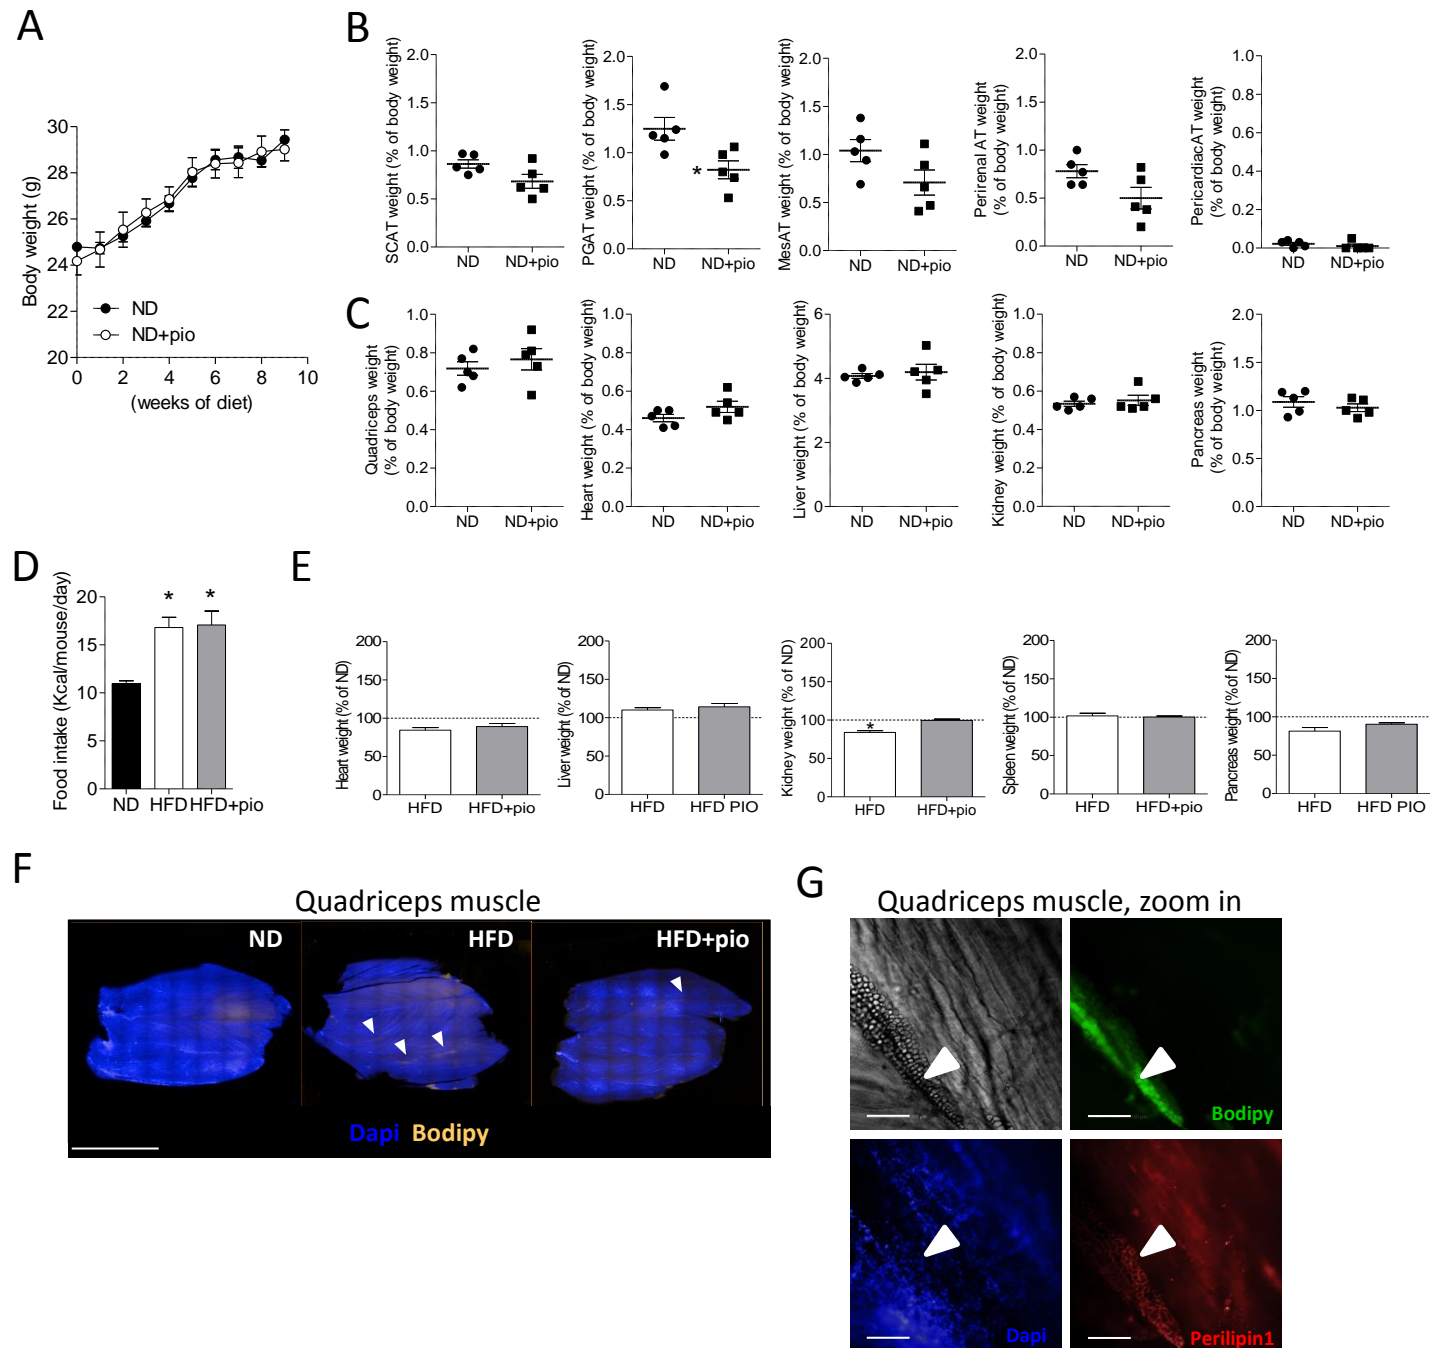 A
Body weight (g)
30
28
26
24
22
20
ND
ND+pio
0 2 4 6 8 10
(weeks of diet)
B
SCAT weight (% of body weight)
2.0
1.5
1.0
0.5
0.0
ND ND+pio
PGAT weight (% of body weight)
2.0
1.5
1.0
0.5
0.0
*
ND ND+pio
MesAT weight (% of body weight)
2.0
1.5
1.0
0.5
0.0
ND ND+pio
Perirenal AT weight
(% of body weight)
2.0
1.5
1.0
0.5
0.0
ND ND+pio
PericardiacAT weight
(% of body weight)
1.0
0.8
0.6
0.4
0.2
0.0
ND ND+pio
C
Quadriceps weight
(% of body weight)
1.0
0.8
0.6
0.4
0.2
0.0
ND ND+pio
Heart weight (% of body weight)
1.0
0.8
0.6
0.4
0.2
0.0
ND ND+pio
Liver weight (% of body weight)
6
4
2
0
ND ND+pio
Kidney weight (% of body weight)
1.0
0.8
0.6
0.4
0.2
0.0
ND ND+pio
Pancreas weight
(% of body weight)
2.0
1.5
1.0
0.5
0.0
ND ND+pio
D
Food intake (Kcal/mouse/day)
20
15
10
5
0
* *
ND HFD HFD+pio
E
Heart weight (% of ND)
200
150
100
50
0
HFD HFD+pio
Liver weight (% of ND)
200
150
100
50
0
HFD HFD PIO
Kidney weight (% of ND)
200
150
100
50
0
*
HFD HFD+pio
Spleen weight (% of ND)
200
150
100
50
0
HFD HFD+pio
Pancreas weight (% of ND)
200
150
100
50
0
HFD HFD PIO
F
Quadriceps muscle
ND HFD HFD+pio
Dapi Bodipy
G
Quadriceps muscle, zoom in
Bodipy
Dapi
Perilipin1